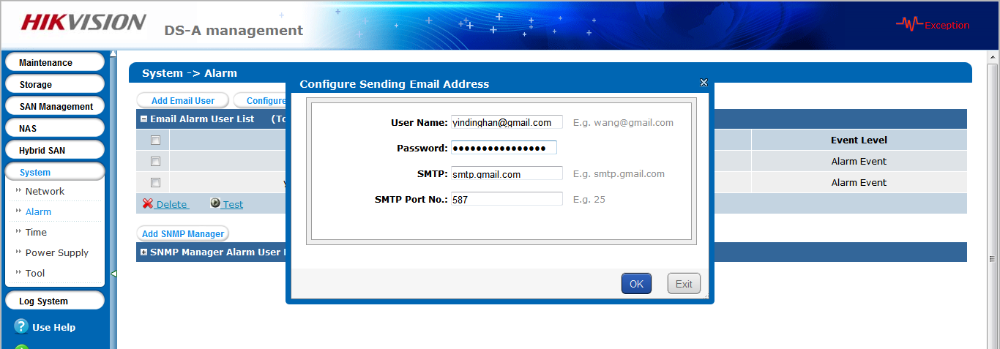 HIKVISION
DS-A management
Exception
Maintenance
Storage
SAN Management
NAS
Hybrid SAN
System
Network
Alarm
Time
Power Supply
Tool
Log System
Use Help
System -> Alarm
Add Email User Configure
Email Alarm User List (To
Event Level
Alarm Event
Alarm Event
Delete Test
Add SNMP Manager
SNMP Manager Alarm User
Configure Sending Email Address
User Name: yindinghan@gmail.com E.g. wang@gmail.com
Password: ●●●●●●●●●●●●●●●●
SMTP: smtp.gmail.com E.g. smtp.gmail.com
SMTP Port No.: 587 E.g. 25
OK Exit